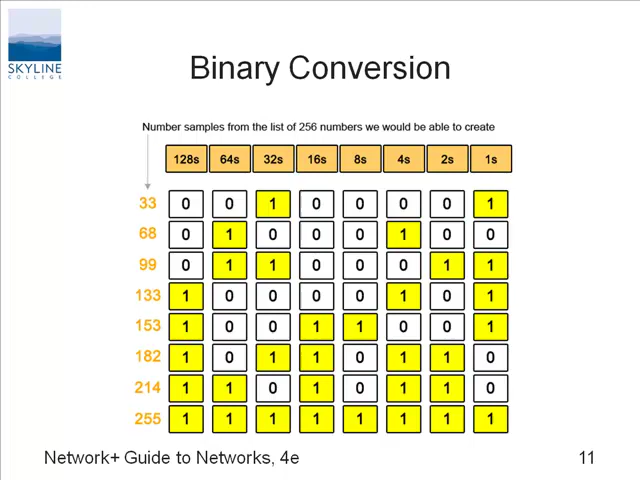 SKYLINE
COLLEGE
Binary Conversion
Number samples from the list of 256 numbers we would be able to create
128s 64s 32s 16s 8s 4s 2s 1s
33 0 0 1 0 0 0 0 1
68 0 1 0 0 0 1 0 0
99 0 1 1 0 0 0 1 1
133 1 0 0 0 0 1 0 1
153 1 0 0 1 1 0 0 1
182 1 0 1 1 0 1 1 0
214 1 1 0 1 0 1 1 0
255 1 1 1 1 1 1 1 1
Network+ Guide to Networks, 4e 11